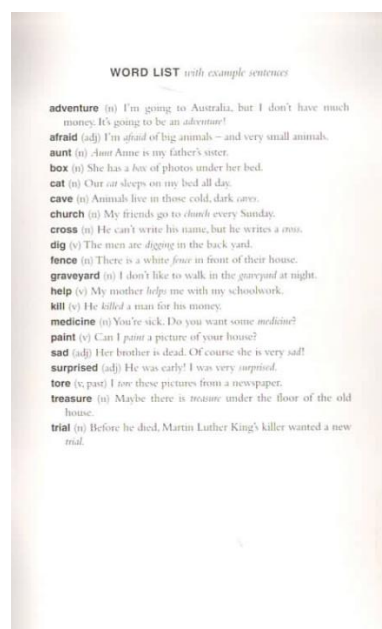 WORD LIST with example sentences
adventure (n) I'm going to Australia, but I don't have much
money. It's going to be an adventure!
afraid (adj) I'm afraid of big animals – and very small animals.
aunt (n) Aunt Anne is my father's sister.
box (n) She has a box of photos under her bed.
cat (n) Our cat sleeps on my bed all day.
cave (n) Animals live in those cold, dark caves.
church (n) My friends go to church every Sunday.
cross (n) He can't write his name, but he writes a cross.
dig (v) The men are digging in the back yard.
fence (n) There is a white fence in front of their house.
graveyard (n) I don't like to walk in the graveyard at night.
help (v) My mother helps me with my schoolwork.
kill (v) He killed a man for his money.
medicine (n) You're sick. Do you want some medicine?
paint (v) Can I paint a picture of your house?
sad (adj) Her brother is dead. Of course she is very sad!
surprised (adj) He was early! I was very surprised.
tore (v, past) I tore these pictures from a newspaper.
treasure (n) Maybe there is treasure under the floor of the old
house.
trial (n) Before he died, Martin Luther King's killer wanted a new
trial.